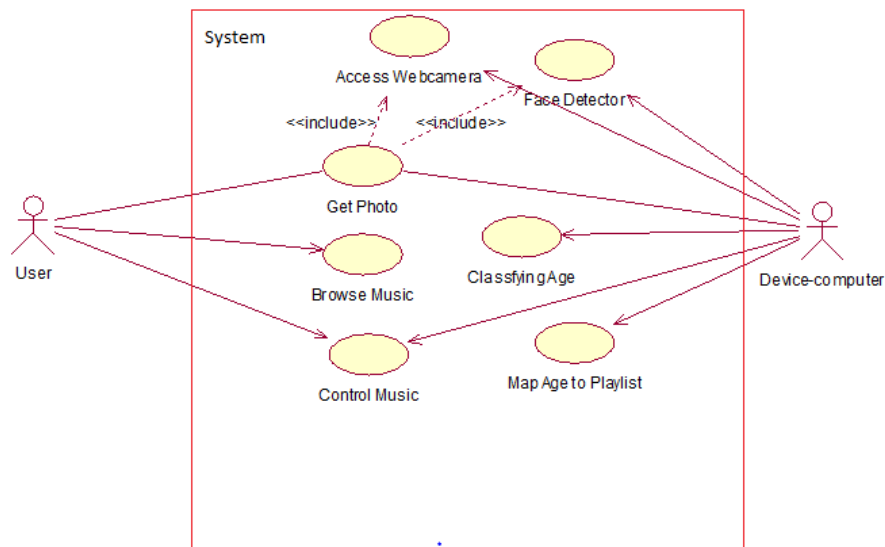 System
Access Webcamera
Face Detector
<<include>>
<<include>>
Get Photo
User
Browse Music
ClassfyingAge
Device-computer
Control Music
Map Age to Playlist